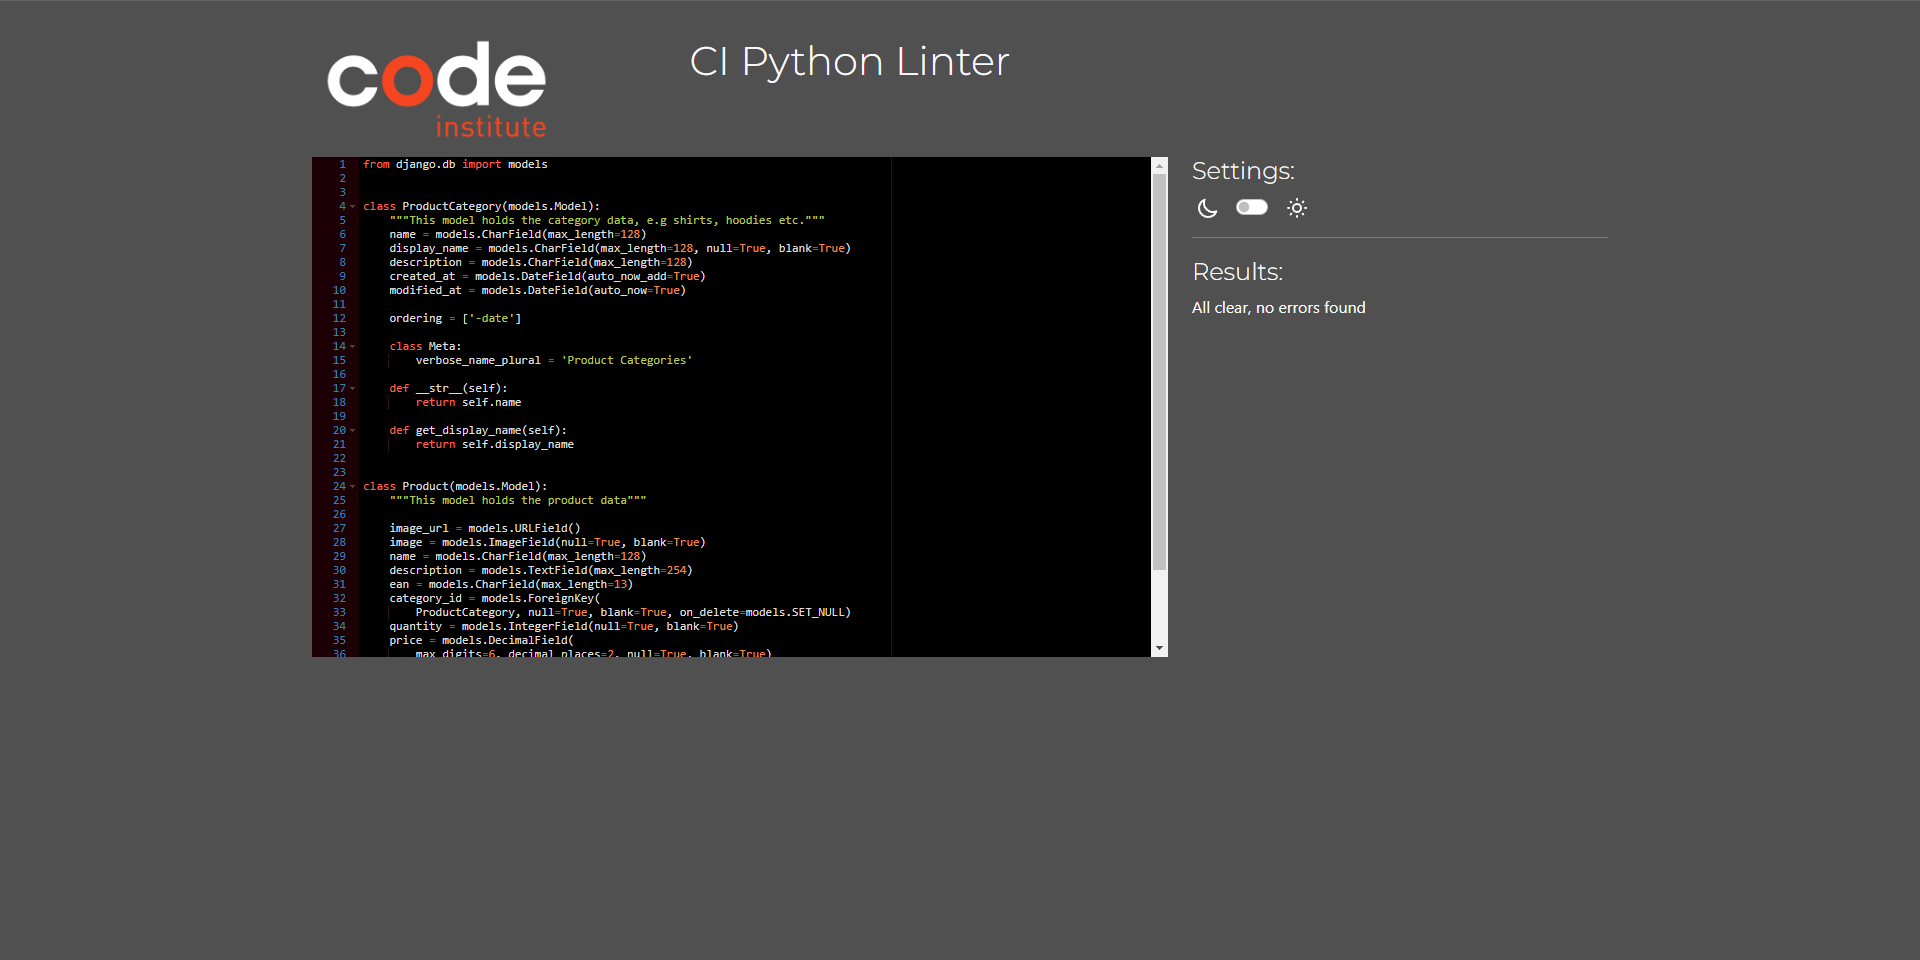 code
institute
CI Python Linter
1 from django.db import models
2
3
4 class ProductCategory(models.Model):
5     """This model holds the category data, e.g shirts, hoodies etc."""
6     name = models.CharField(max_length=128)
7     display_name = models.CharField(max_length=128, null=True, blank=True)
8     description = models.CharField(max_length=128)
9     created_at = models.DateField(auto_now_add=True)
10     modified_at = models.DateField(auto_now=True)
11
12     ordering = ['-date']
13
14     class Meta:
15         verbose_name_plural = 'Product Categories'
16
17     def __str__(self):
18         return self.name
19
20     def get_display_name(self):
21         return self.display_name
22
23
24 class Product(models.Model):
25     """This model holds the product data"""
26
27     image_url = models.URLField()
28     image = models.ImageField(null=True, blank=True)
29     name = models.CharField(max_length=128)
30     description = models.TextField(max_length=254)
31     ean = models.CharField(max_length=13)
32     category_id = models.ForeignKey(
33         ProductCategory, null=True, blank=True, on_delete=models.SET_NULL)
34     quantity = models.IntegerField(null=True, blank=True)
35     price = models.DecimalField(
36         max_digits=6, decimal_places=2, null=True, blank=True)
Settings:
Results:
All clear, no errors found